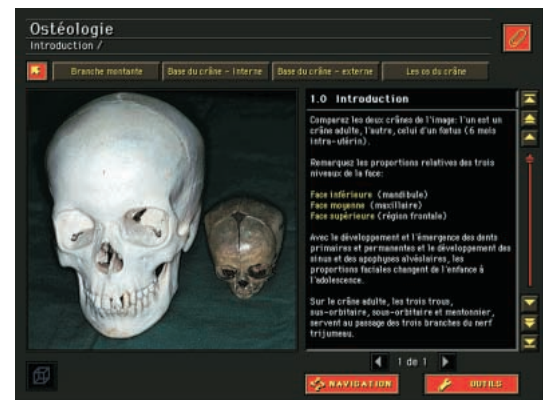 Ostéologie
Introduction /
Branche montante
Base du crâne - Interne
Base du crâne - externe
Les os du crâne
1.0 Introduction
Comparez les deux crânes de l'image: l'un est un
crâne adulte, l'autre, celui d'un fœtus (6 mois
intra-utérin).
Remarquez les proportions relatives des trois
niveaux de la face:
Face inférieure (mandibule)
Face moyenne (maxillaire)
Face supérieure (région frontale)
Avec le développement et l'émergence des dents
primaires et permanentes et le développement des
sinus et des apophyses alvéolaires, les
proportions faciales changent de l'enfance à
l'adolescence.
Sur le crâne adulte, les trois trous,
sus-orbitaire, sous-orbitaire et mentonnier,
servent au passage des trois branches du nerf
trijumeau.
1 de 1
NAVIGATION
OUTILS